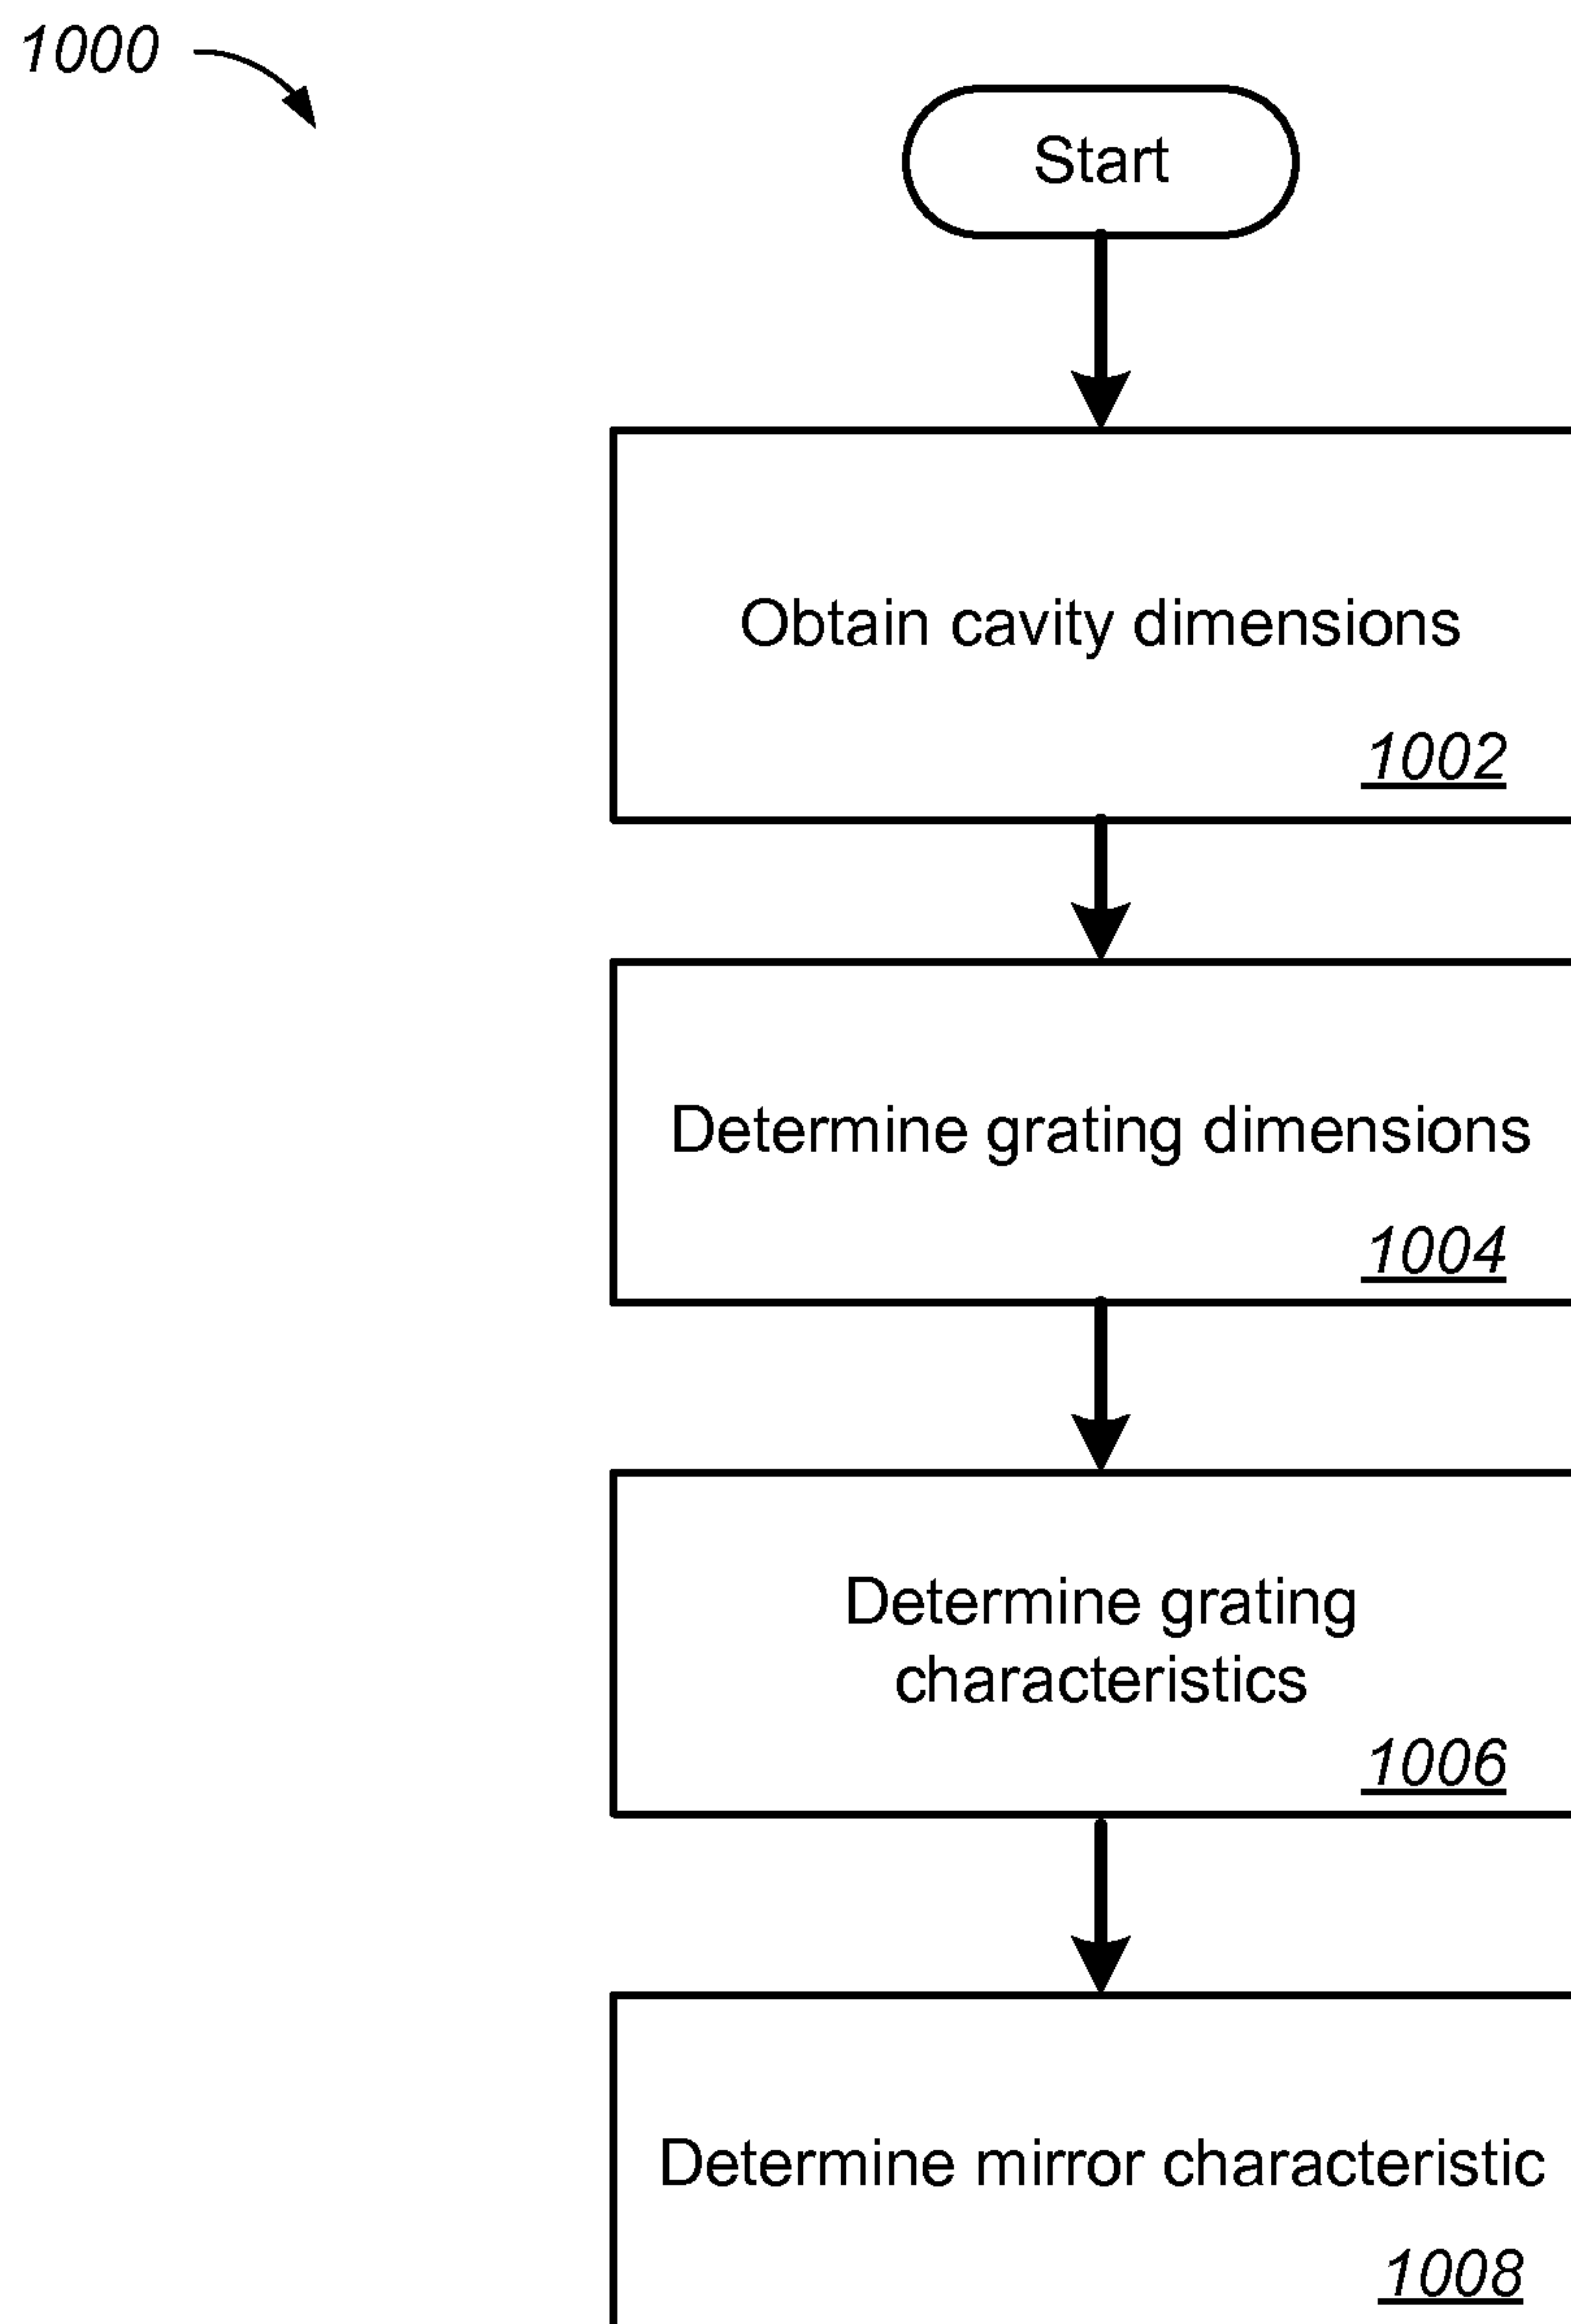 1000
Start
Obtain cavity dimensions
1002
Determine grating dimensions
1004
Determine grating
characteristics
1006
Determine mirror characteristic
1008